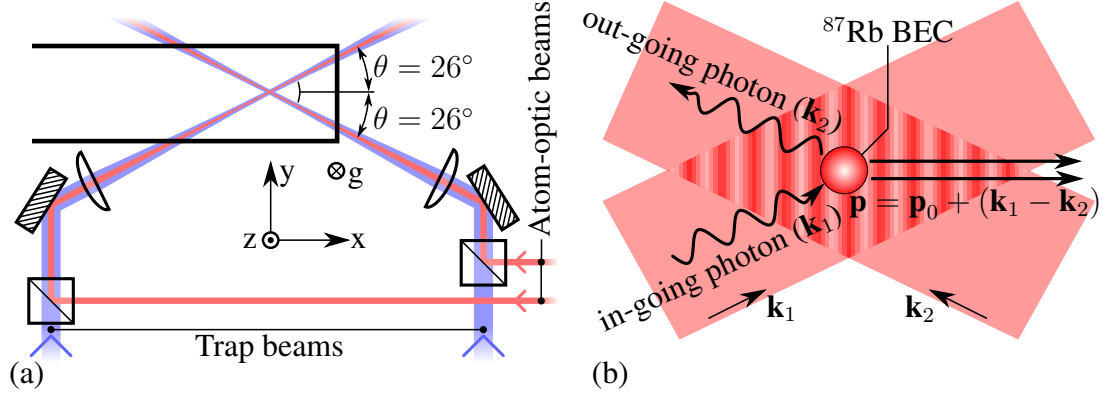 θ = 26°
θ = 26°
y
⊗ g
z
x
Atom-optic beams
Trap beams
(a)
⁸⁷Rb BEC
out-going photon (k₂)
p = p₀ + (k₁ − k₂)
in-going photon (k₁)
k₁
k₂
(b)